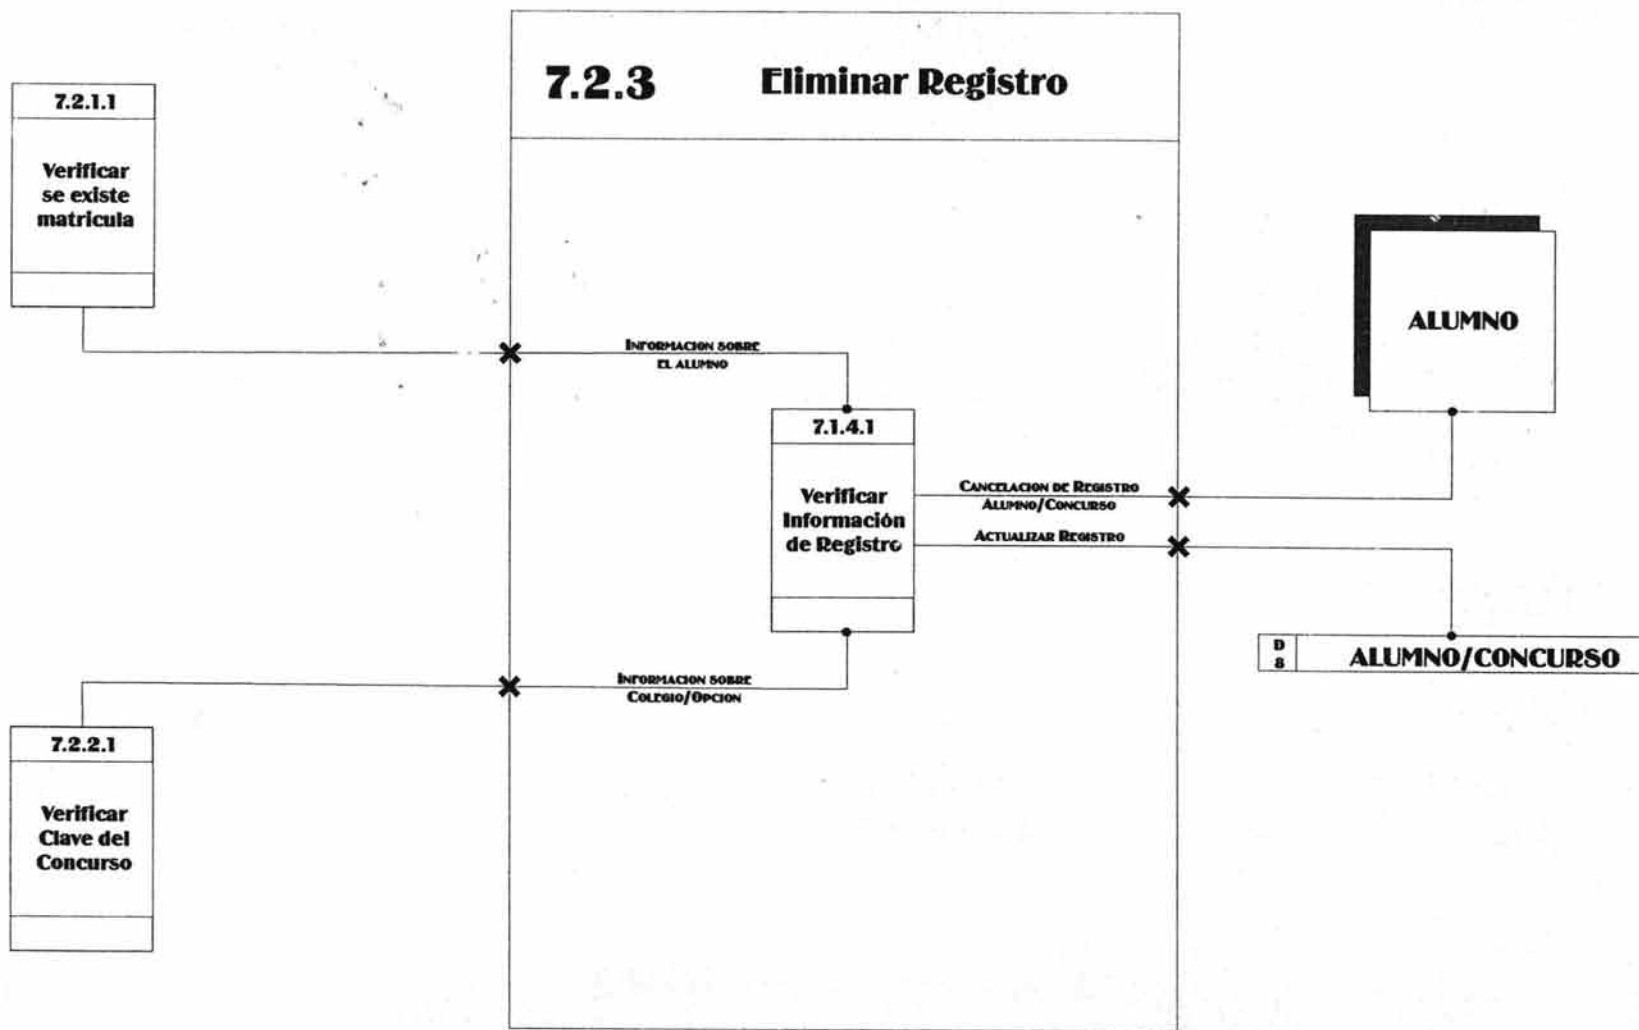 7.2.3 Eliminar Registro
7.2.1.1
Verificar
se existe
matricula
INFORMACION SOBRE
EL ALUMNO
ALUMNO
7.1.4.1
Verificar
Información
de Registro
CANCELACION DE REGISTRO
ALUMNO/CONCURSO
ACTUALIZAR REGISTRO
D
8
ALUMNO/CONCURSO
INFORMACION SOBRE
COLEGIO/OPCION
7.2.2.1
Verificar
Clave del
Concurso